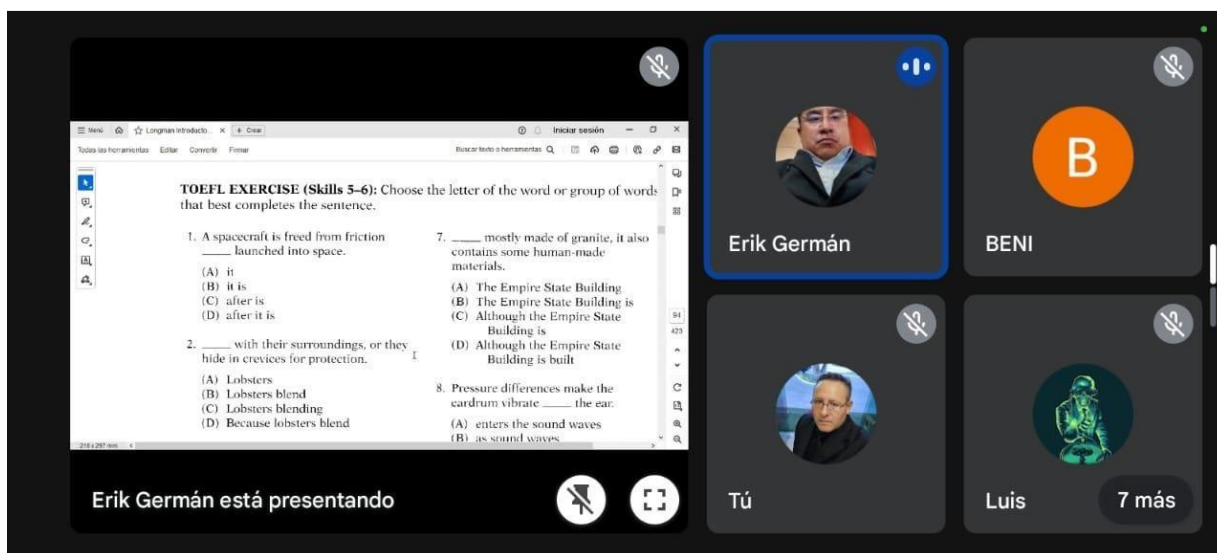 Menú
Longman Introducto...
+ Crear
Iniciar sesión
Todas las herramientas Editar Convertir Firmar
Buscar texto o herramientas
TOEFL EXERCISE (Skills 5–6): Choose the letter of the word or group of words
that best completes the sentence.
1. A spacecraft is freed from friction
_____ launched into space.
(A) it
(B) it is
(C) after is
(D) after it is
2. _____ with their surroundings, or they
hide in crevices for protection.
(A) Lobsters
(B) Lobsters blend
(C) Lobsters blending
(D) Because lobsters blend
7. _____ mostly made of granite, it also
contains some human-made
materials.
(A) The Empire State Building
(B) The Empire State Building is
(C) Although the Empire State
Building is
(D) Although the Empire State
Building is built
8. Pressure differences make the
eardrum vibrate _____ the ear.
(A) enters the sound waves
(B) as sound waves
94
423
210 x 297 mm
Erik Germán está presentando
Erik Germán
B
BENI
Tú
Luis
7 más